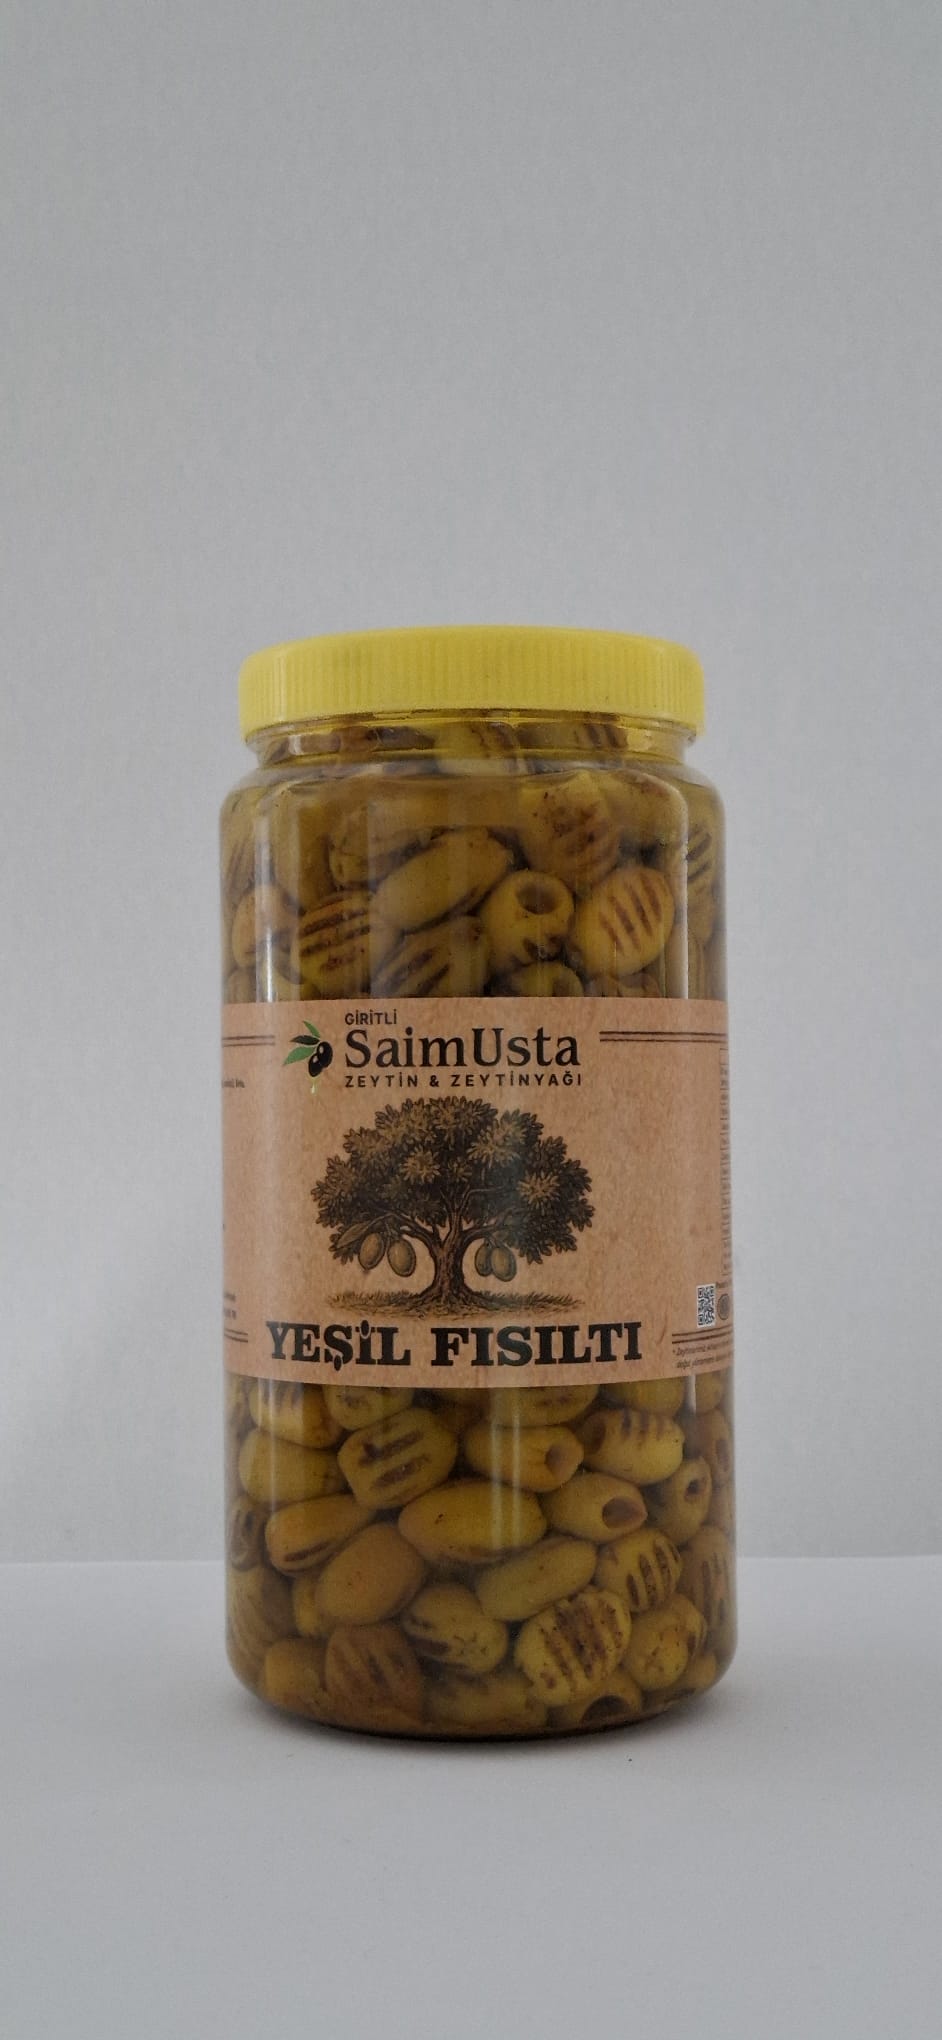 GİRİTLİ
SaimUsta
ZEYTİN & ZEYTİNYAĞI
YEŞİL FISILTI